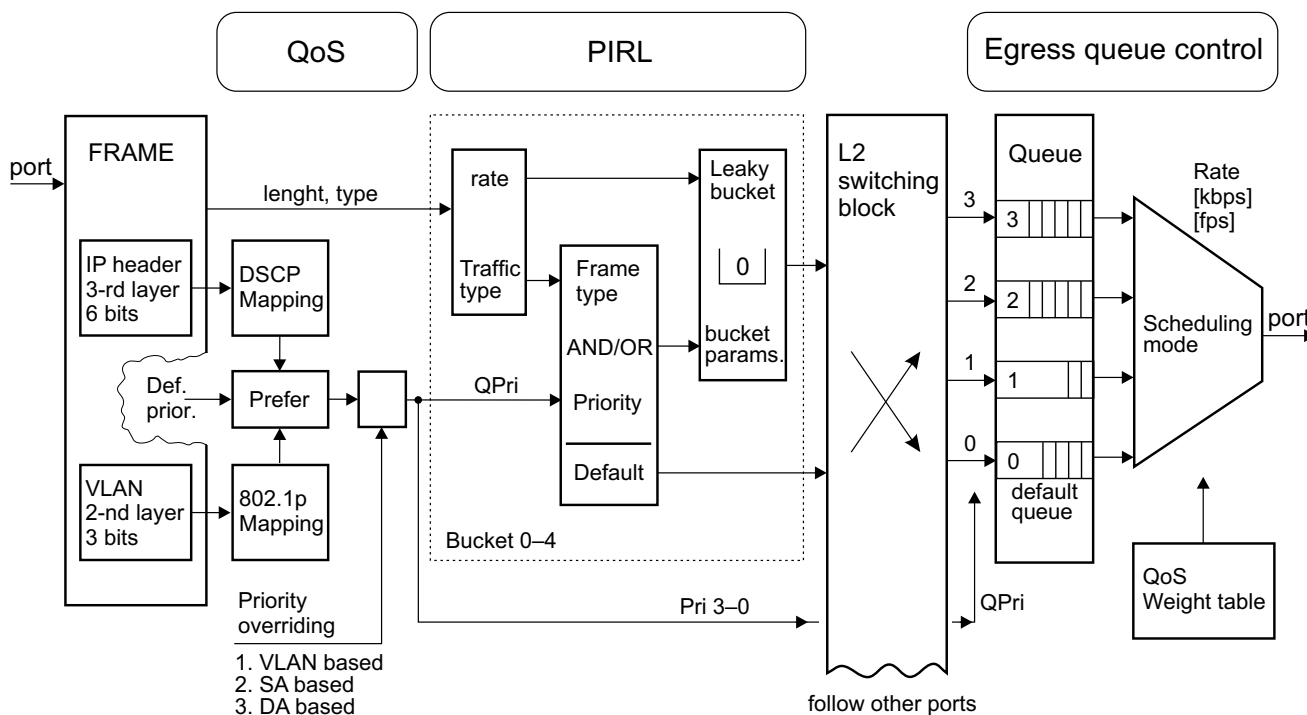 QoS
PIRL
Egress queue control
port
FRAME
lenght, type
IP header
3-rd layer
6 bits
DSCP
Mapping
Def.
prior.
Prefer
VLAN
2-nd layer
3 bits
802.1p
Mapping
Priority
overriding
1. VLAN based
2. SA based
3. DA based
QPri
rate
Traffic
type
Frame
type
AND/OR
Priority
Default
Leaky
bucket
0
bucket
params.
Bucket 0–4
Pri 3–0
L2
switching
block
follow other ports
3
2
1
0
QPri
Queue
3
2
1
0
default
queue
Rate
[kbps]
[fps]
Scheduling
mode
port
QoS
Weight table